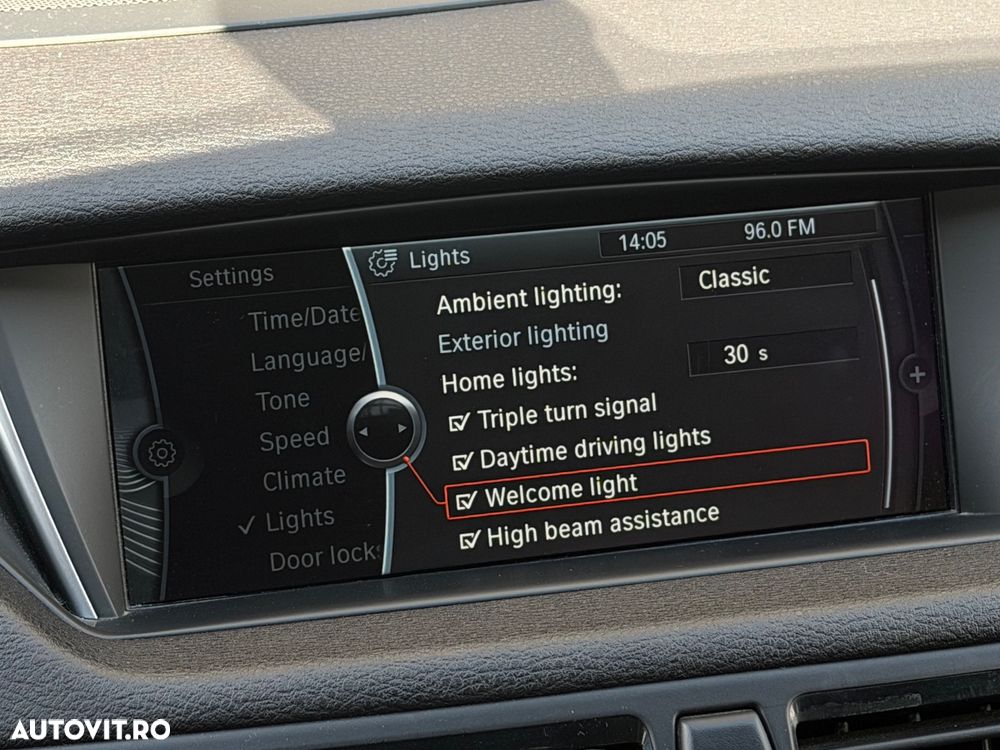 Settings
Time/Date
Language/
Tone
Speed
Climate
Lights
Door locks
Lights
14:05
96.0 FM
Ambient lighting:
Classic
Exterior lighting
Home lights:
30 s
Triple turn signal
Daytime driving lights
Welcome light
High beam assistance
AUTOVIT.RO